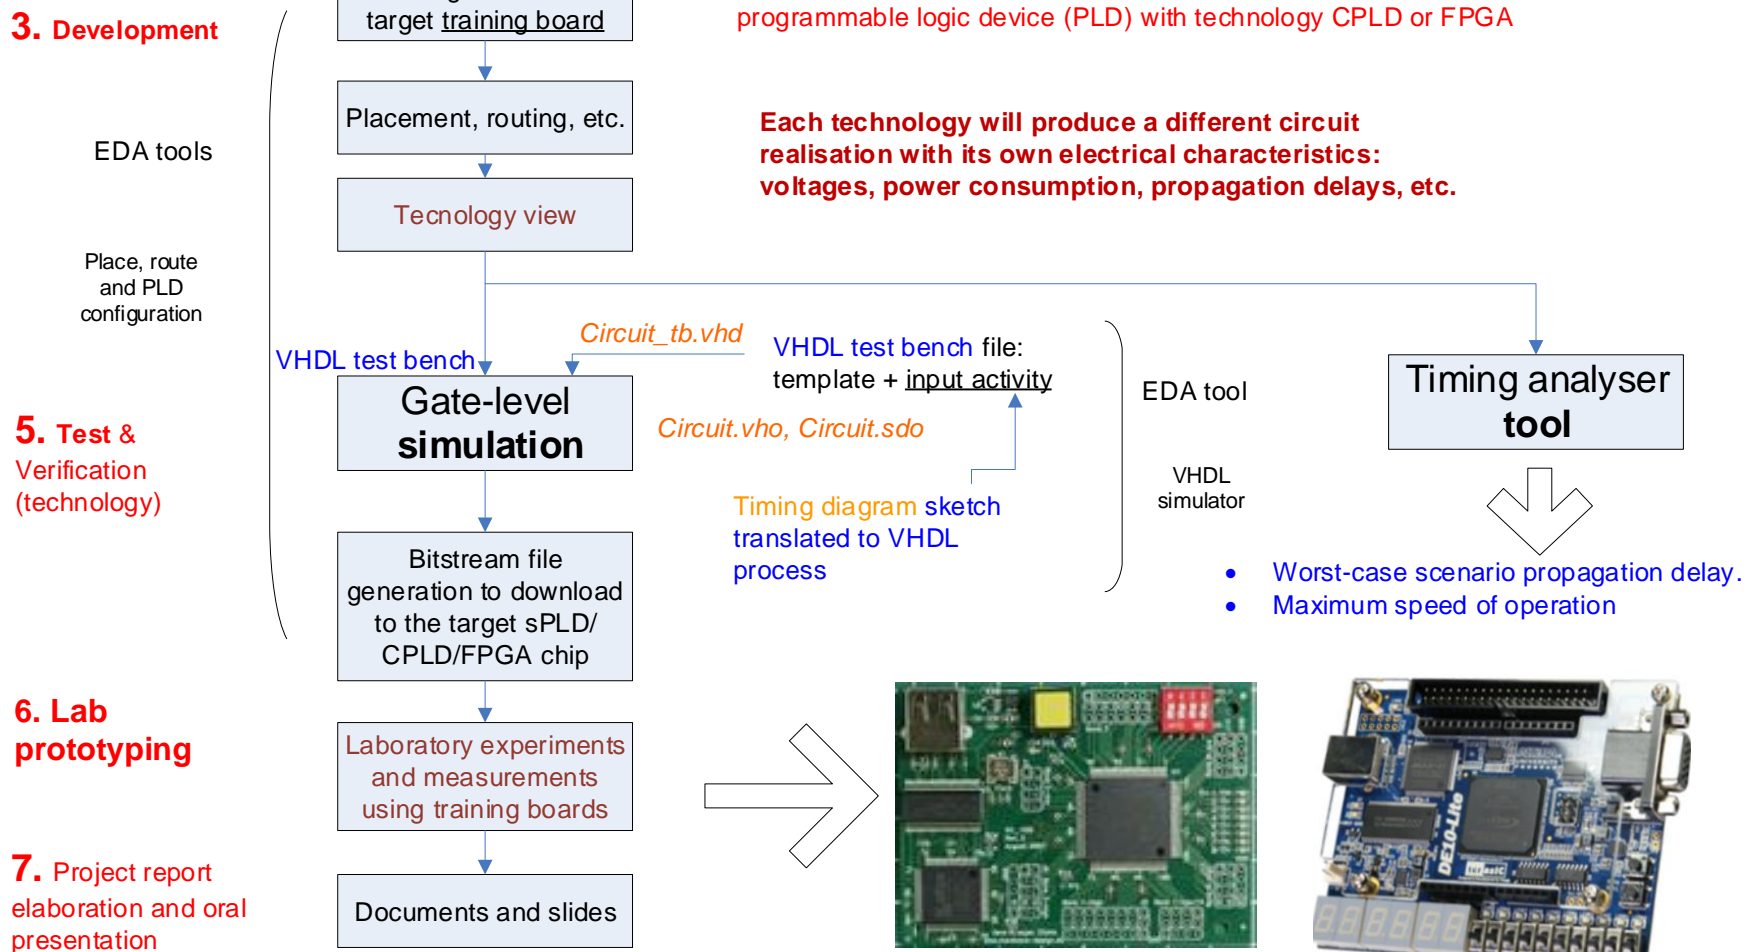 target training board
programmable logic device (PLD) with technology CPLD or FPGA
3. Development
Placement, routing, etc.
EDA tools
Each technology will produce a different circuit
realisation with its own electrical characteristics:
voltages, power consumption, propagation delays, etc.
Tecnology view
Place, route
and PLD
configuration
Circuit_tb.vhd
VHDL test bench
VHDL test bench file:
template + input activity
Gate-level
simulation
Circuit.vho, Circuit.sdo
EDA tool
VHDL
simulator
Timing analyser
tool
5. Test &
Verification
(technology)
Timing diagram sketch
translated to VHDL
process
Bitstream file
generation to download
to the target sPLD/
CPLD/FPGA chip
• Worst-case scenario propagation delay.
• Maximum speed of operation
6. Lab
prototyping
Laboratory experiments
and measurements
using training boards
DE10-Lite
terasIC
7. Project report
elaboration and oral
presentation
Documents and slides